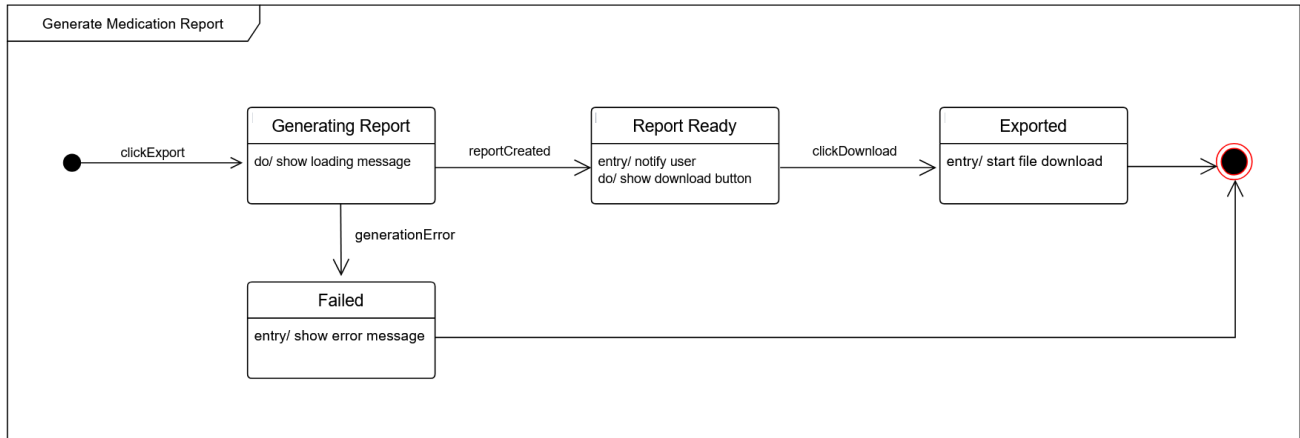 Generate Medication Report
clickExport
Generating Report
do/ show loading message
reportCreated
Report Ready
entry/ notify user
do/ show download button
clickDownload
Exported
entry/ start file download
generationError
Failed
entry/ show error message